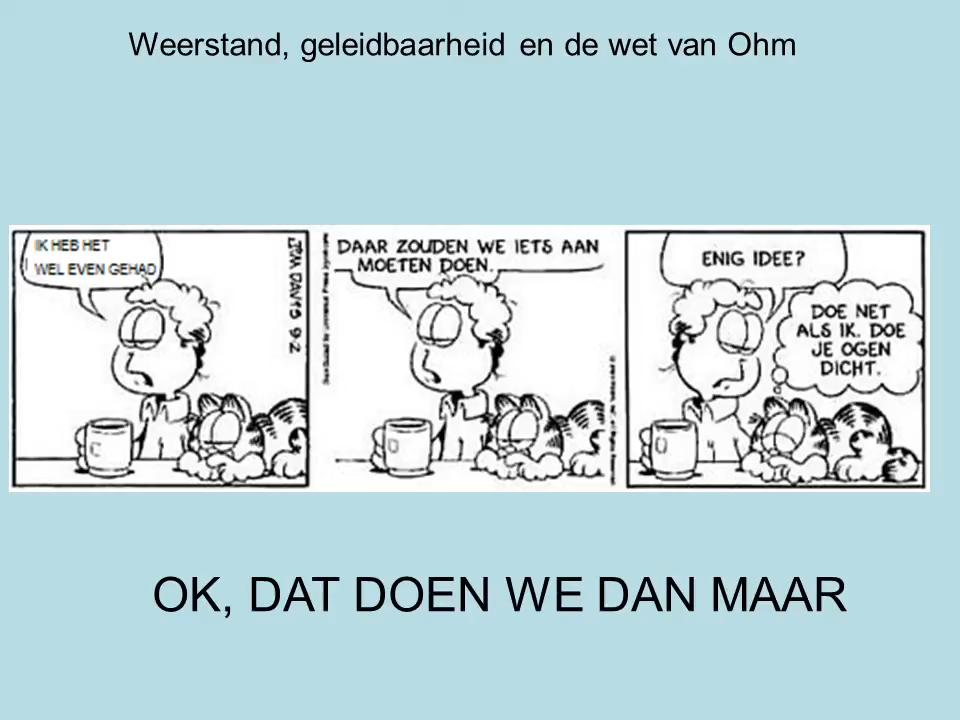 Weerstand, geleidbaarheid en de wet van Ohm
IK HEB HET
WEL EVEN GEHAD
JIM DAVIS 9-2
DAAR ZOUDEN WE IETS AAN
MOETEN DOEN.
ENIG IDEE?
DOE NET
ALS IK. DOE
JE OGEN
DICHT.
OK, DAT DOEN WE DAN MAAR